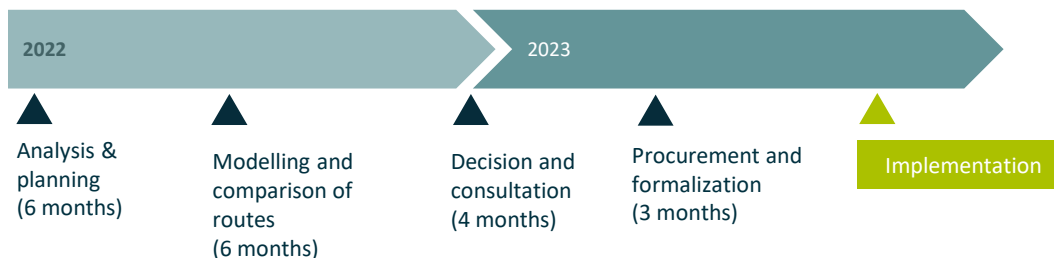 2022
2023
Analysis &
planning
(6 months)
Modelling and
comparison of
routes
(6 months)
Decision and
consultation
(4 months)
Procurement and
formalization
(3 months)
Implementation